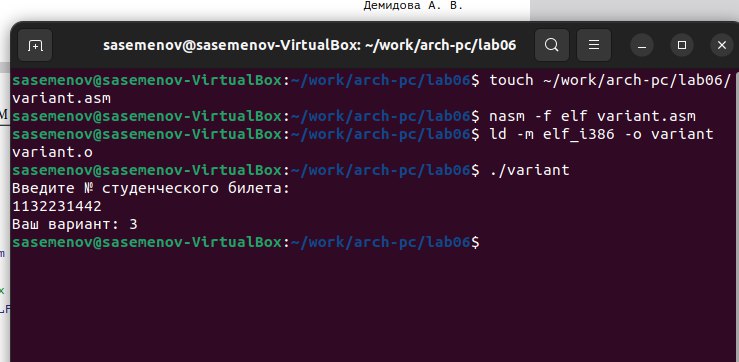 Демидова А. В.
sasemenov@sasemenov-VirtualBox: ~/work/arch-pc/lab06
sasemenov@sasemenov-VirtualBox:~/work/arch-pc/lab06$ touch ~/work/arch-pc/lab06/
variant.asm
sasemenov@sasemenov-VirtualBox:~/work/arch-pc/lab06$ nasm -f elf variant.asm
sasemenov@sasemenov-VirtualBox:~/work/arch-pc/lab06$ ld -m elf_i386 -o variant
variant.o
sasemenov@sasemenov-VirtualBox:~/work/arch-pc/lab06$ ./variant
Введите № студенческого билета:
1132231442
Ваш вариант: 3
sasemenov@sasemenov-VirtualBox:~/work/arch-pc/lab06$